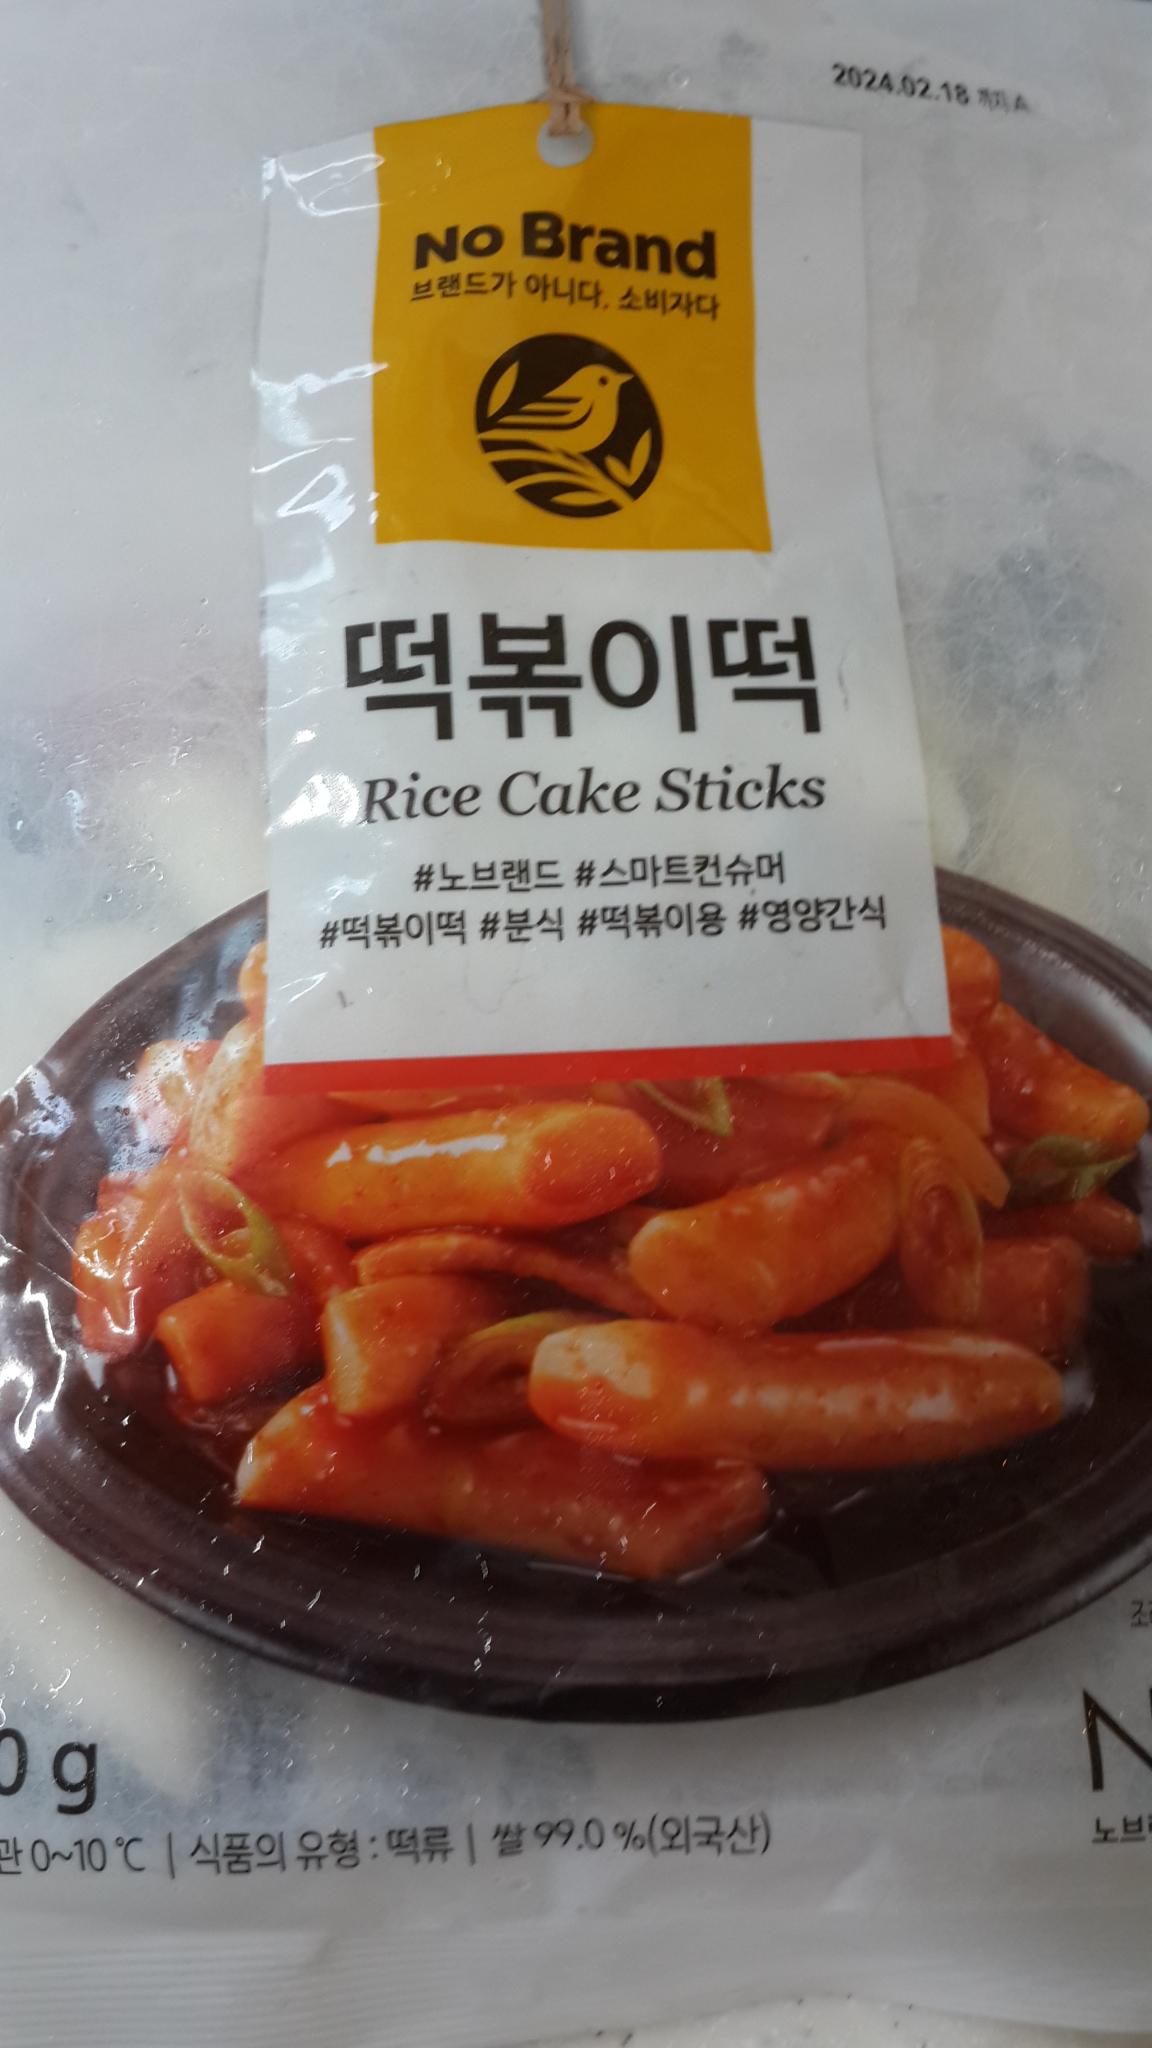 2024.02.18 까지 A
No Brand
브랜드가 아니다. 소비자다
떡볶이떡
Rice Cake Sticks
#노브랜드 #스마트컨슈머
#떡볶이떡 #분식 #떡볶이용 #영양간식
0 g
관 0~10℃ | 식품의 유형 : 떡류 | 쌀 99.0 %(외국산)